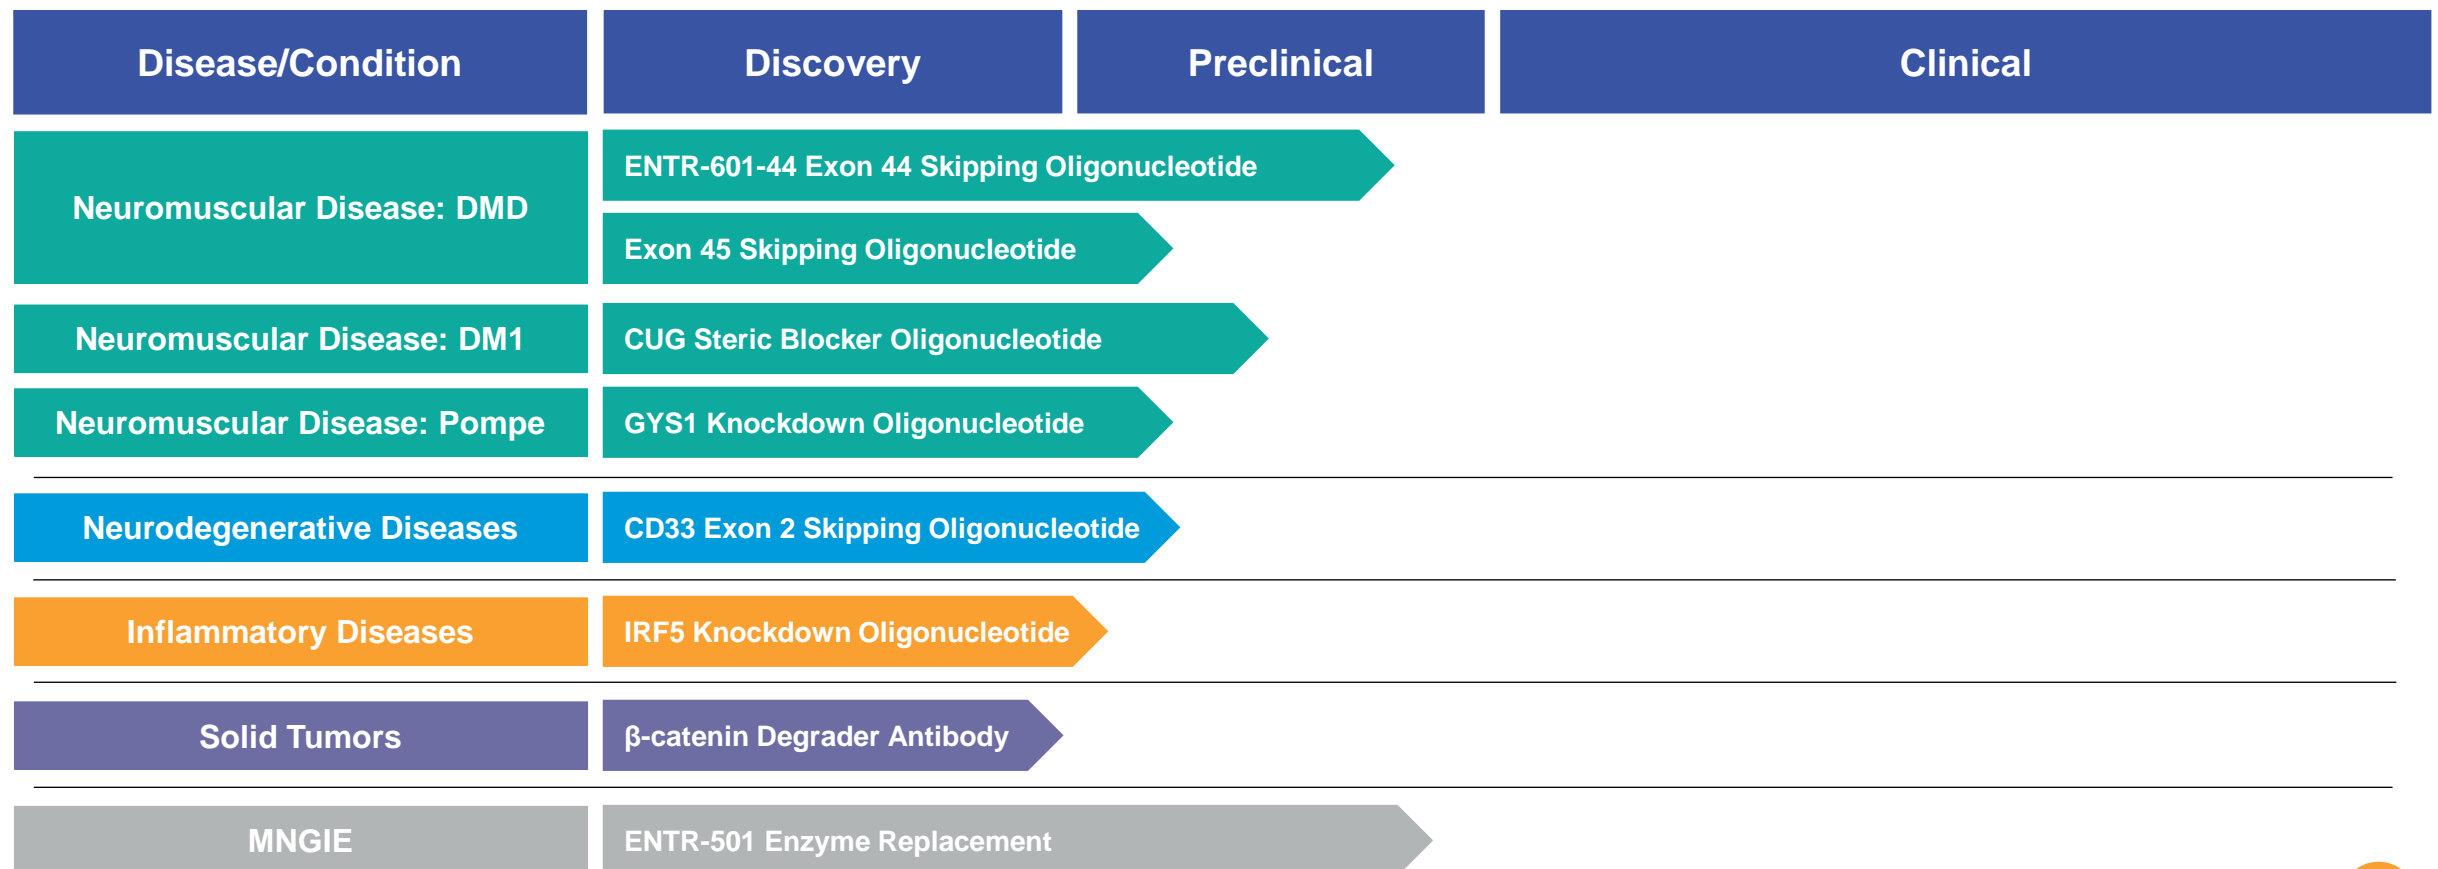 Disease/Condition
Discovery
Preclinical
Clinical
Neuromuscular Disease: DMD
ENTR-601-44 Exon 44 Skipping Oligonucleotide
Exon 45 Skipping Oligonucleotide
Neuromuscular Disease: DM1
CUG Steric Blocker Oligonucleotide
Neuromuscular Disease: Pompe
GYS1 Knockdown Oligonucleotide
Neurodegenerative Diseases
CD33 Exon 2 Skipping Oligonucleotide
Inflammatory Diseases
IRF5 Knockdown Oligonucleotide
Solid Tumors
β-catenin Degrader Antibody
MNGIE
ENTR-501 Enzyme Replacement